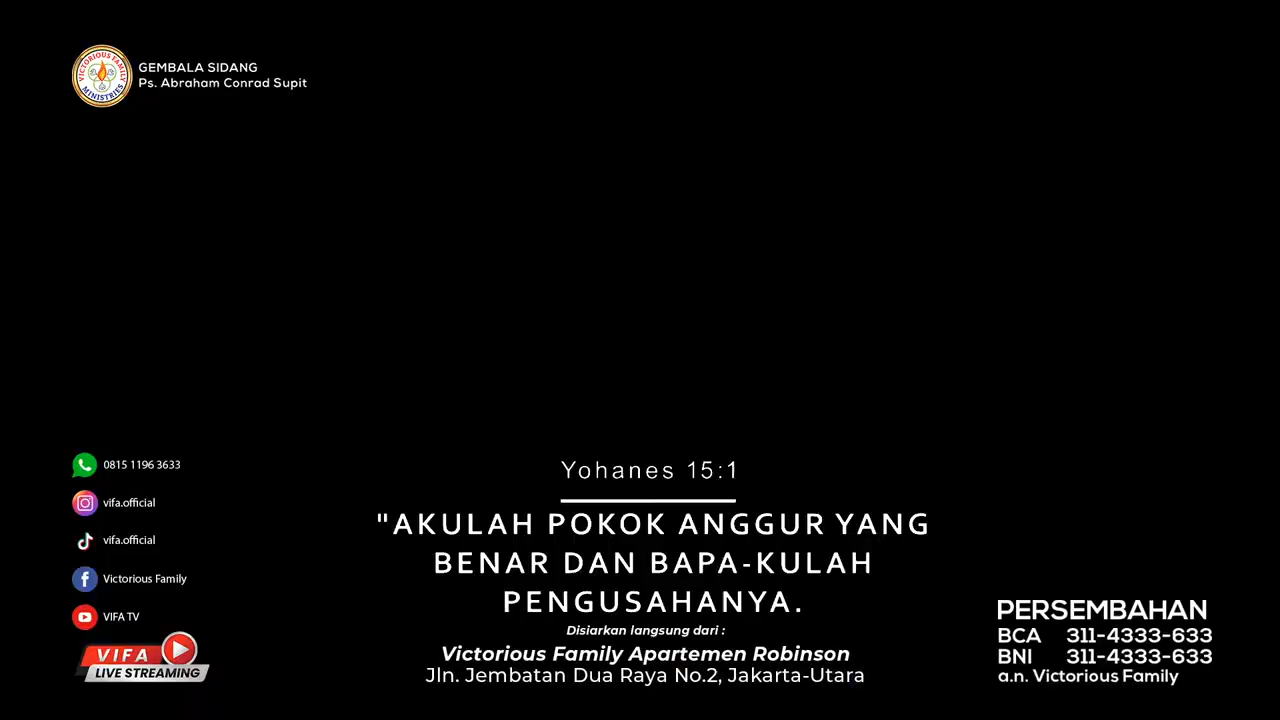 VICTORIOUS FAMILY
MINISTRIES
GEMBALA SIDANG
Ps. Abraham Conrad Supit
0815 1196 3633
vifa.official
vifa.official
Victorious Family
VIFA TV
VIFA
LIVE STREAMING
Yohanes 15:1
"AKULAH POKOK ANGGUR YANG
BENAR DAN BAPA-KULAH
PENGUSAHANYA.
Disiarkan langsung dari :
Victorious Family Apartemen Robinson
Jln. Jembatan Dua Raya No.2, Jakarta-Utara
PERSEMBAHAN
BCA 311-4333-633
BNI 311-4333-633
a.n. Victorious Family